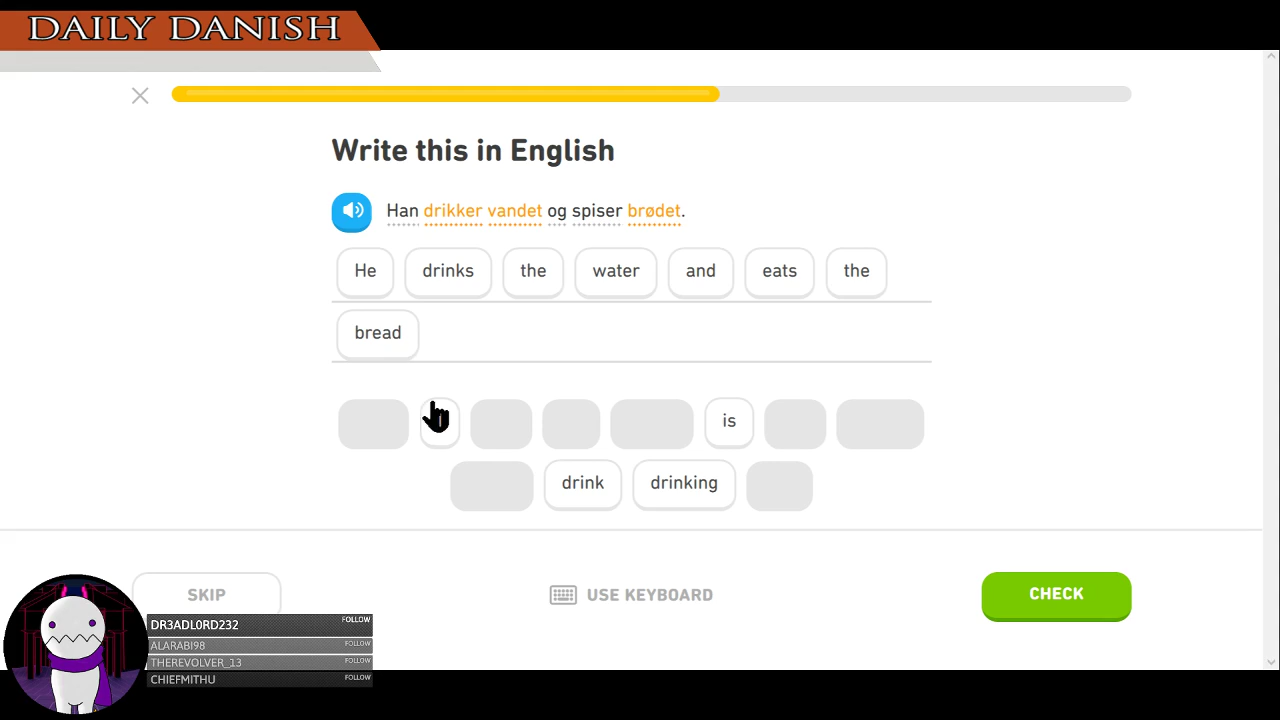 DAILY DANISH
Write this in English
Han drikker vandet og spiser brødet.
He drinks the water and eats the
bread
is
drink drinking
SKIP USE KEYBOARD CHECK
DR3ADL0RD232 FOLLOW
ALARABI98 FOLLOW
THEREVOLVER_13 FOLLOW
CHIEFMITHU FOLLOW